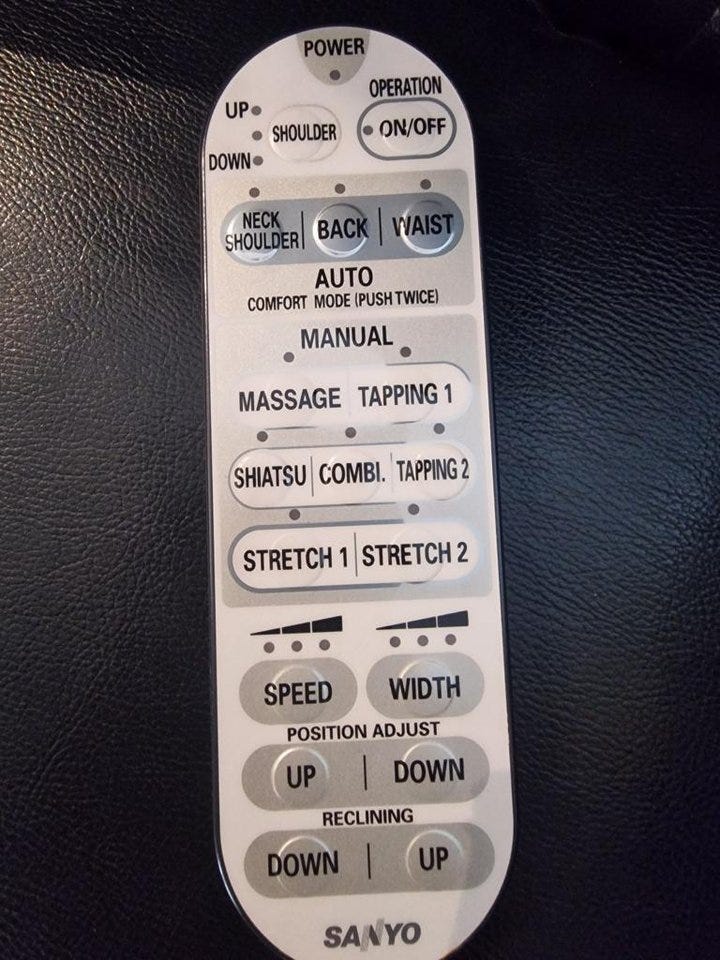 POWER
OPERATION
UP
SHOULDER
ON/OFF
DOWN
NECK
SHOULDER
BACK
WAIST
AUTO
COMFORT MODE (PUSH TWICE)
MANUAL
MASSAGE TAPPING 1
SHIATSU COMBI. TAPPING 2
STRETCH 1 STRETCH 2
SPEED WIDTH
POSITION ADJUST
UP DOWN
RECLINING
DOWN UP
SANYO